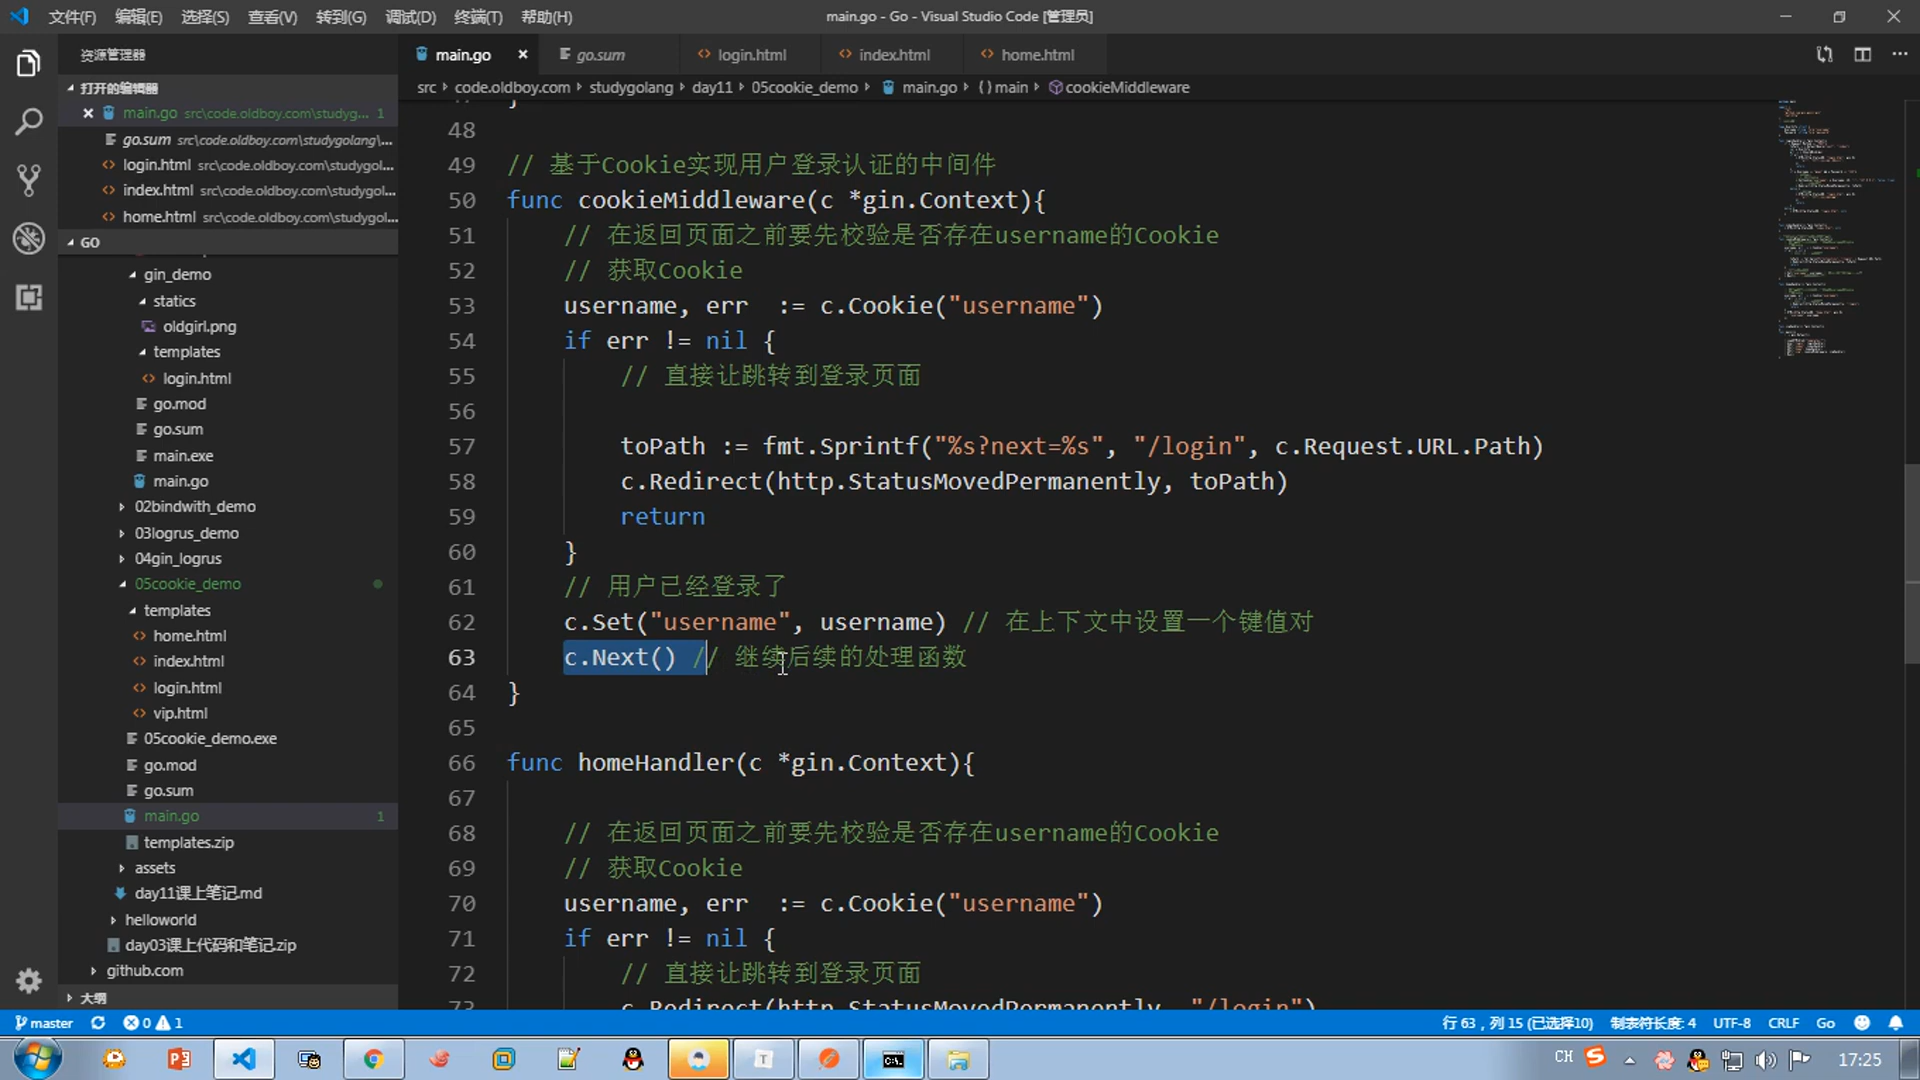 文件(F) 编辑(E) 选择(S) 查看(V) 转到(G) 调试(D) 终端(T) 帮助(H) main.go - Go - Visual Studio Code [管理员]
资源管理器
打开的编辑器
main.go src\code.oldboy.com\studyg... 1
go.sum src\code.oldboy.com\studygolang\...
login.html src\code.oldboy.com\studygol...
index.html src\code.oldboy.com\studygol...
home.html src\code.oldboy.com\studygol...
GO
gin_demo
statics
oldgirl.png
templates
login.html
go.mod
go.sum
main.exe
main.go
02bindwith_demo
03logrus_demo
04gin_logrus
05cookie_demo
templates
home.html
index.html
login.html
vip.html
05cookie_demo.exe
go.mod
go.sum
main.go 1
templates.zip
assets
day11课上笔记.md
helloworld
day03课上代码和笔记.zip
github.com
大纲
main.go go.sum login.html index.html home.html
src code.oldboy.com studygolang day11 05cookie_demo main.go {} main cookieMiddleware
48
49 // 基于Cookie实现用户登录认证的中间件
50 func cookieMiddleware(c *gin.Context){
51 // 在返回页面之前要先校验是否存在username的Cookie
52 // 获取Cookie
53 username, err := c.Cookie("username")
54 if err != nil {
55 // 直接让跳转到登录页面
56
57 toPath := fmt.Sprintf("%s?next=%s", "/login", c.Request.URL.Path)
58 c.Redirect(http.StatusMovedPermanently, toPath)
59 return
60 }
61 // 用户已经登录了
62 c.Set("username", username) // 在上下文中设置一个键值对
63 c.Next() // 继续后续的处理函数
64 }
65
66 func homeHandler(c *gin.Context){
67
68 // 在返回页面之前要先校验是否存在username的Cookie
69 // 获取Cookie
70 username, err := c.Cookie("username")
71 if err != nil {
72 // 直接让跳转到登录页面
73 c.Redirect(http.StatusMovedPermanently, "/login")
master 0 1 行 63，列 15 (已选择10) 制表符长度: 4 UTF-8 CRLF Go
CH 17:25